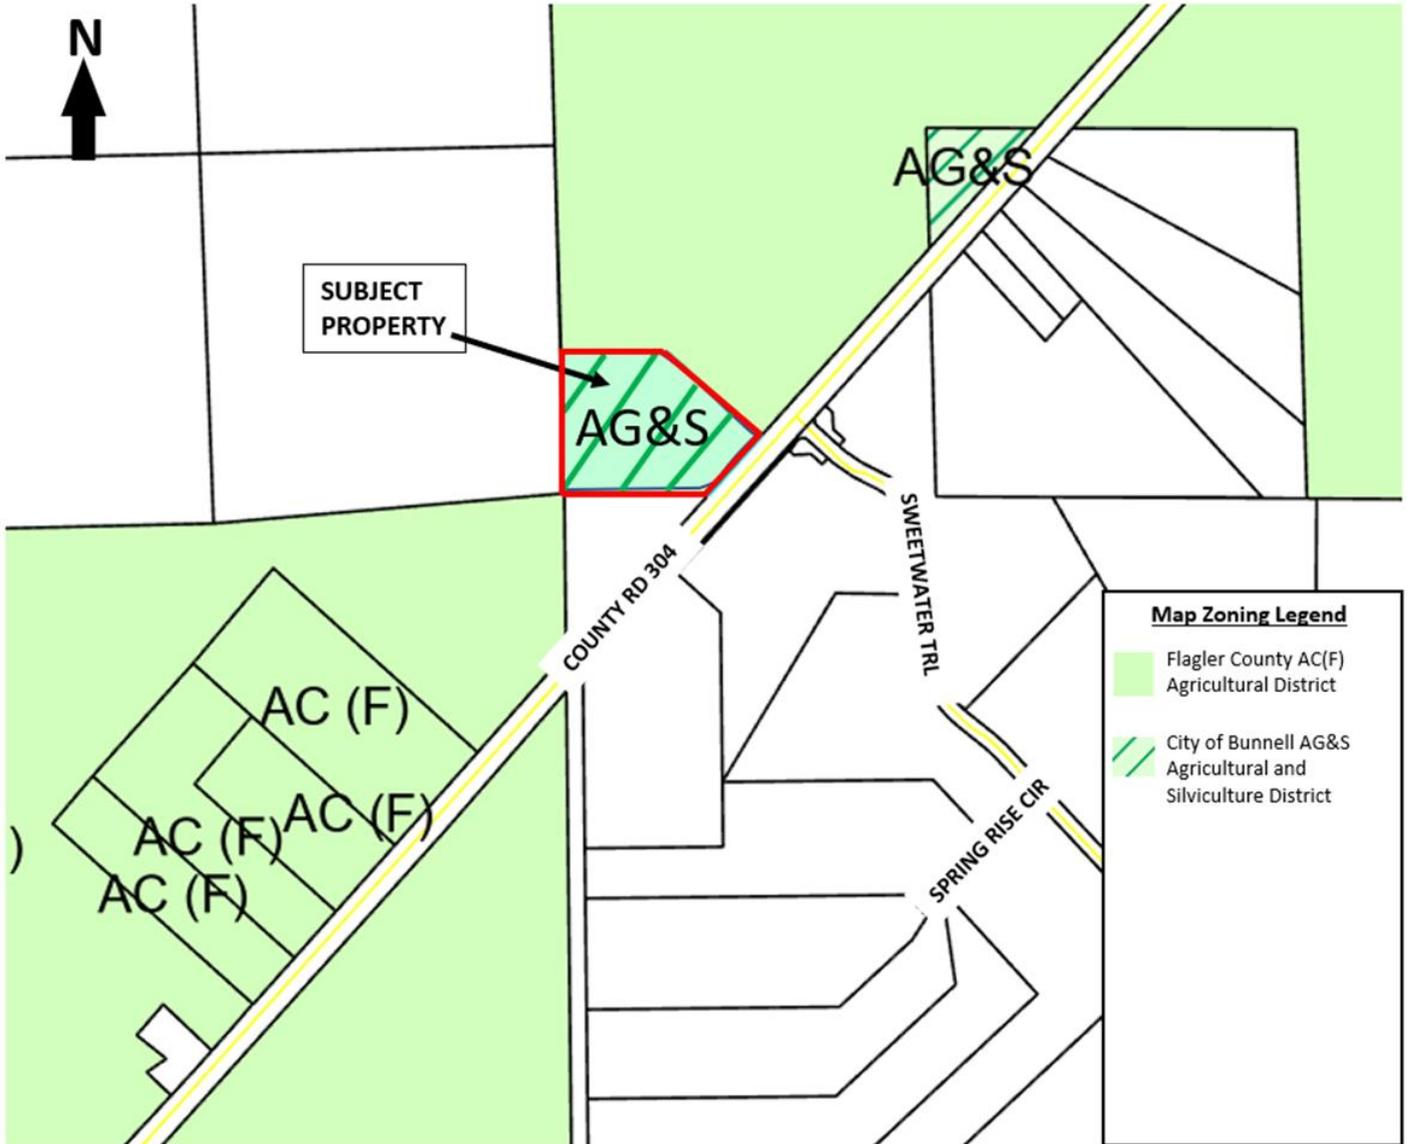 N
AG&S
SUBJECT
PROPERTY
AG&S
SWEETWATER TRL
COUNTY RD 304
Map Zoning Legend
Flagler County AC(F)
Agricultural District
City of Bunnell AG&S
Agricultural and
Silviculture District
AC (F)
AC (F)
AC (F)
AC (F)
)
SPRING RISE CIR